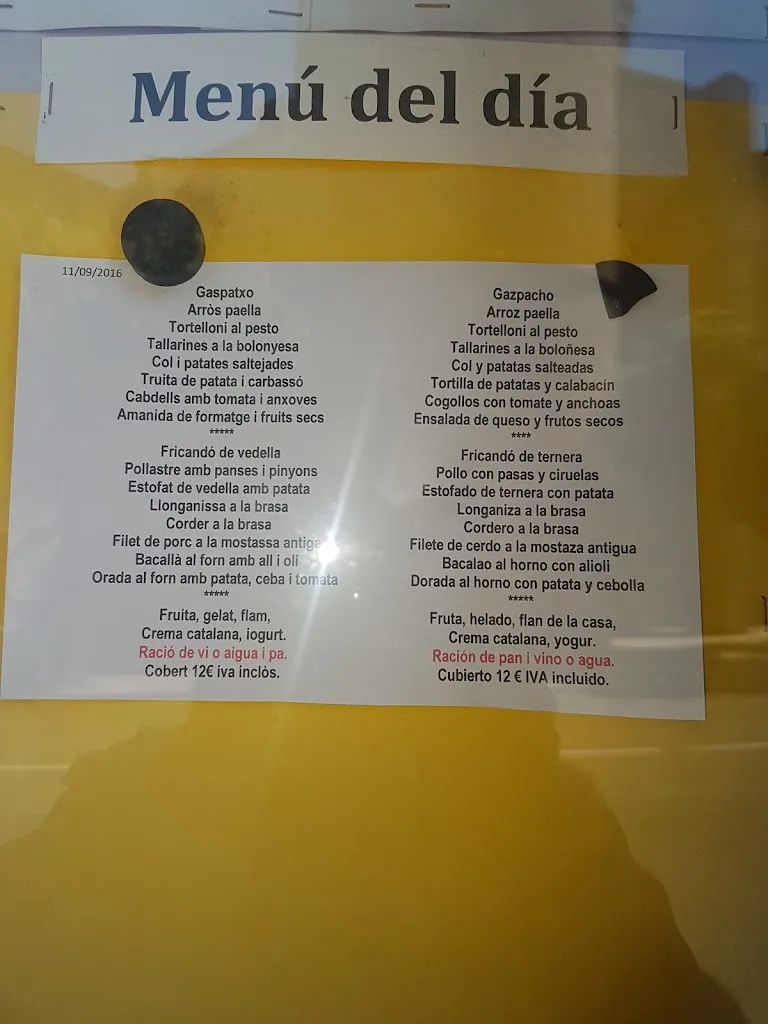 Menú del día
11/09/2016
Gaspatxo
Arròs paella
Tortelloni al pesto
Tallarines a la bolonyesa
Col i patates saltejades
Truita de patata i carbassó
Cabdells amb tomata i anxoves
Amanida de formatge i fruits secs
*****
Fricandó de vedella
Pollastre amb panses i pinyons
Estofat de vedella amb patata
Llonganissa a la brasa
Corder a la brasa
Filet de porc a la mostassa antiga
Bacallà al forn amb all i oli
Orada al forn amb patata, ceba i tomata
*****
Fruita, gelat, flam,
Crema catalana, iogurt.
Ració de vi o aigua i pa.
Cobert 12€ iva inclòs.
Gazpacho
Arroz paella
Tortelloni al pesto
Tallarines a la boloñesa
Col y patatas salteadas
Tortilla de patatas y calabacin
Cogollos con tomate y anchoas
Ensalada de queso y frutos secos
****
Fricandó de ternera
Pollo con pasas y ciruelas
Estofado de ternera con patata
Longaniza a la brasa
Cordero a la brasa
Filete de cerdo a la mostaza antigua
Bacalao al horno con alioli
Dorada al horno con patata y cebolla
*****
Fruta, helado, flan de la casa,
Crema catalana, yogur.
Ración de pan i vino o agua.
Cubierto 12 € IVA incluido.